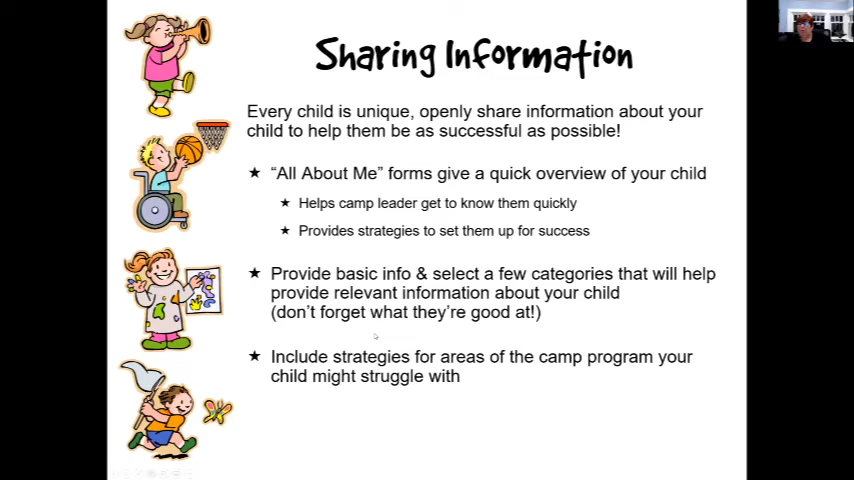 Sharing Information
Every child is unique, openly share information about your
child to help them be as successful as possible!
★ “All About Me” forms give a quick overview of your child
★ Helps camp leader get to know them quickly
★ Provides strategies to set them up for success
★ Provide basic info & select a few categories that will help
provide relevant information about your child
(don’t forget what they’re good at!)
★ Include strategies for areas of the camp program your
child might struggle with